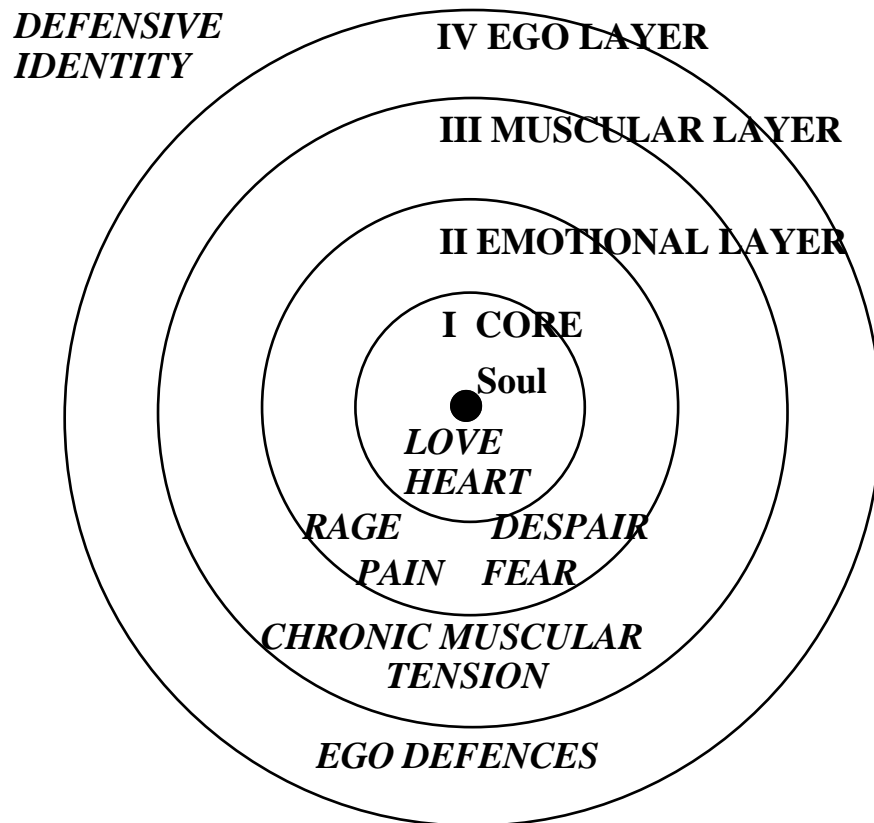 DEFENSIVE
IDENTITY
IV EGO LAYER
III MUSCULAR LAYER
II EMOTIONAL LAYER
I CORE
Soul
LOVE
HEART
RAGE DESPAIR
PAIN FEAR
CHRONIC MUSCULAR
TENSION
EGO DEFENCES